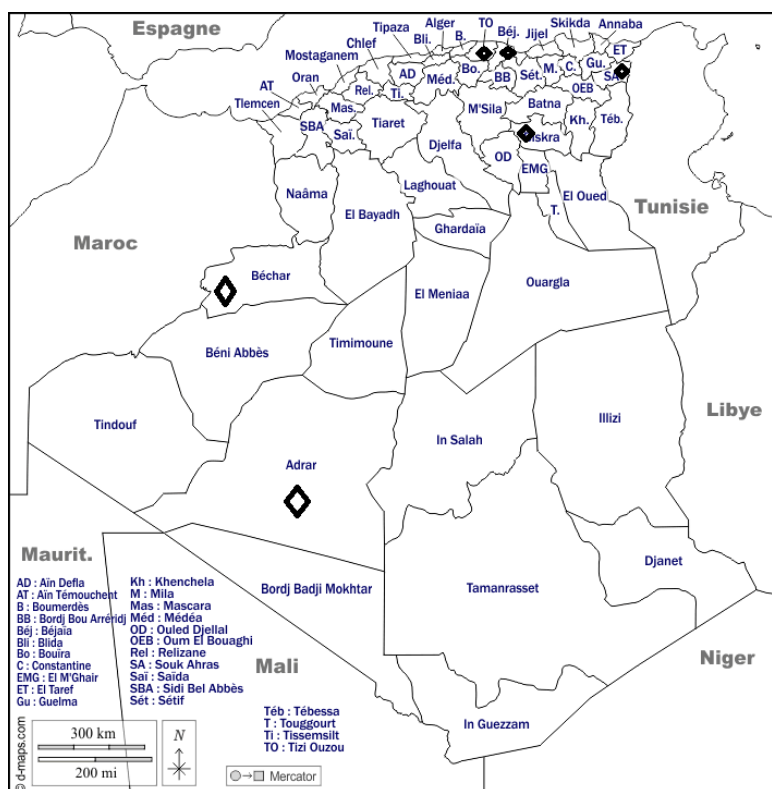 Espagne
Tipaza
Alger
Bli.
B.
TO
Béj.
Jijel
Skikda
Annaba
Chlef
Mostaganem
Oran
AT
Tlemcen
ET
AD
Méd.
Bo.
BB
Sét.
M.
C.
Gu.
SA
Rel.
Ti.
OEB
Mas.
M'Sila
Batna
SBA
Saï.
Tiaret
Kh.
Téb.
Djelfa
iskra
OD
EMG
Naâma
Laghouat
El Oued
T.
Tunisie
El Bayadh
Ghardaïa
Maroc
Béchar
El Meniaa
Ouargla
Béni Abbès
Timimoune
Tindouf
In Salah
Illizi
Libye
Adrar
Maurit.
Djanet
Bordj Badji Mokhtar
Tamanrasset
Mali
Niger
In Guezzam
AD : Aïn Defla
AT : Aïn Témouchent
B : Boumerdès
BB : Bordj Bou Arréridj
Béj : Béjaïa
Bli : Blida
Bo : Bouira
C : Constantine
EMG : El M'Ghair
ET : El Taref
Gu : Guelma
Kh : Khenchela
M : Mila
Mas : Mascara
Méd : Médéa
OD : Ouled Djellal
OEB : Oum El Bouaghi
Rel : Relizane
SA : Souk Ahras
Saï : Saïda
SBA : Sidi Bel Abbès
Sét : Sétif
Téb : Tébessa
T : Touggourt
Ti : Tissemsilt
TO : Tizi Ouzou
300 km
200 mi
N
Mercator
© d-maps.com